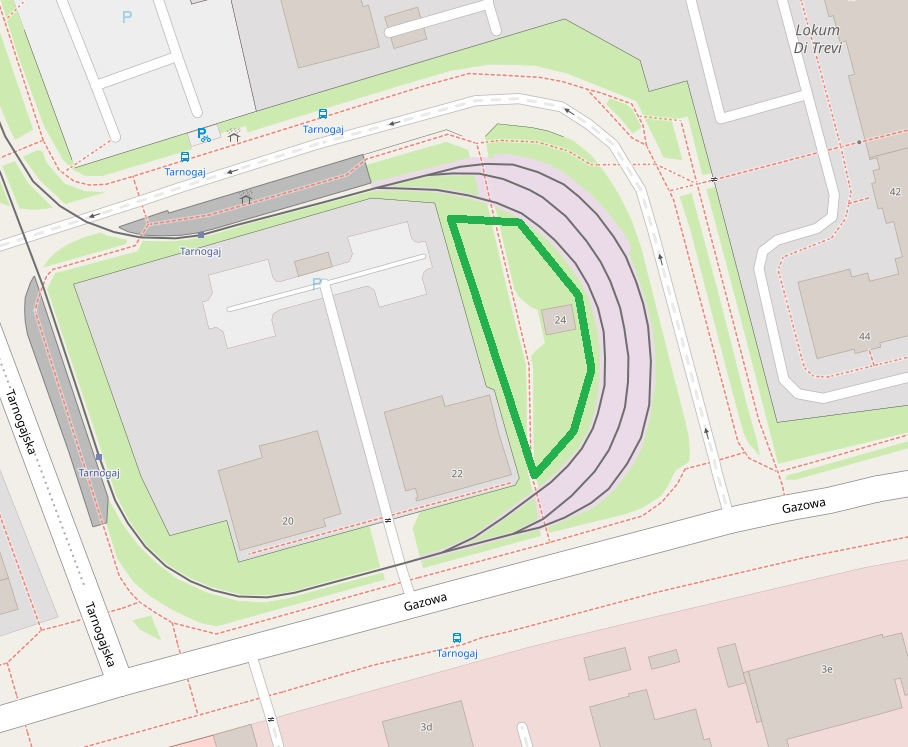 P
Lokum
Di Trevi
P
Tarnogaj
Tarnogaj
42
Tarnogaj
P
24
44
Tarnogajska
22
Tarnogaj
20
Gazowa
Gazowa
Tarnogajska
Tarnogaj
3e
3d